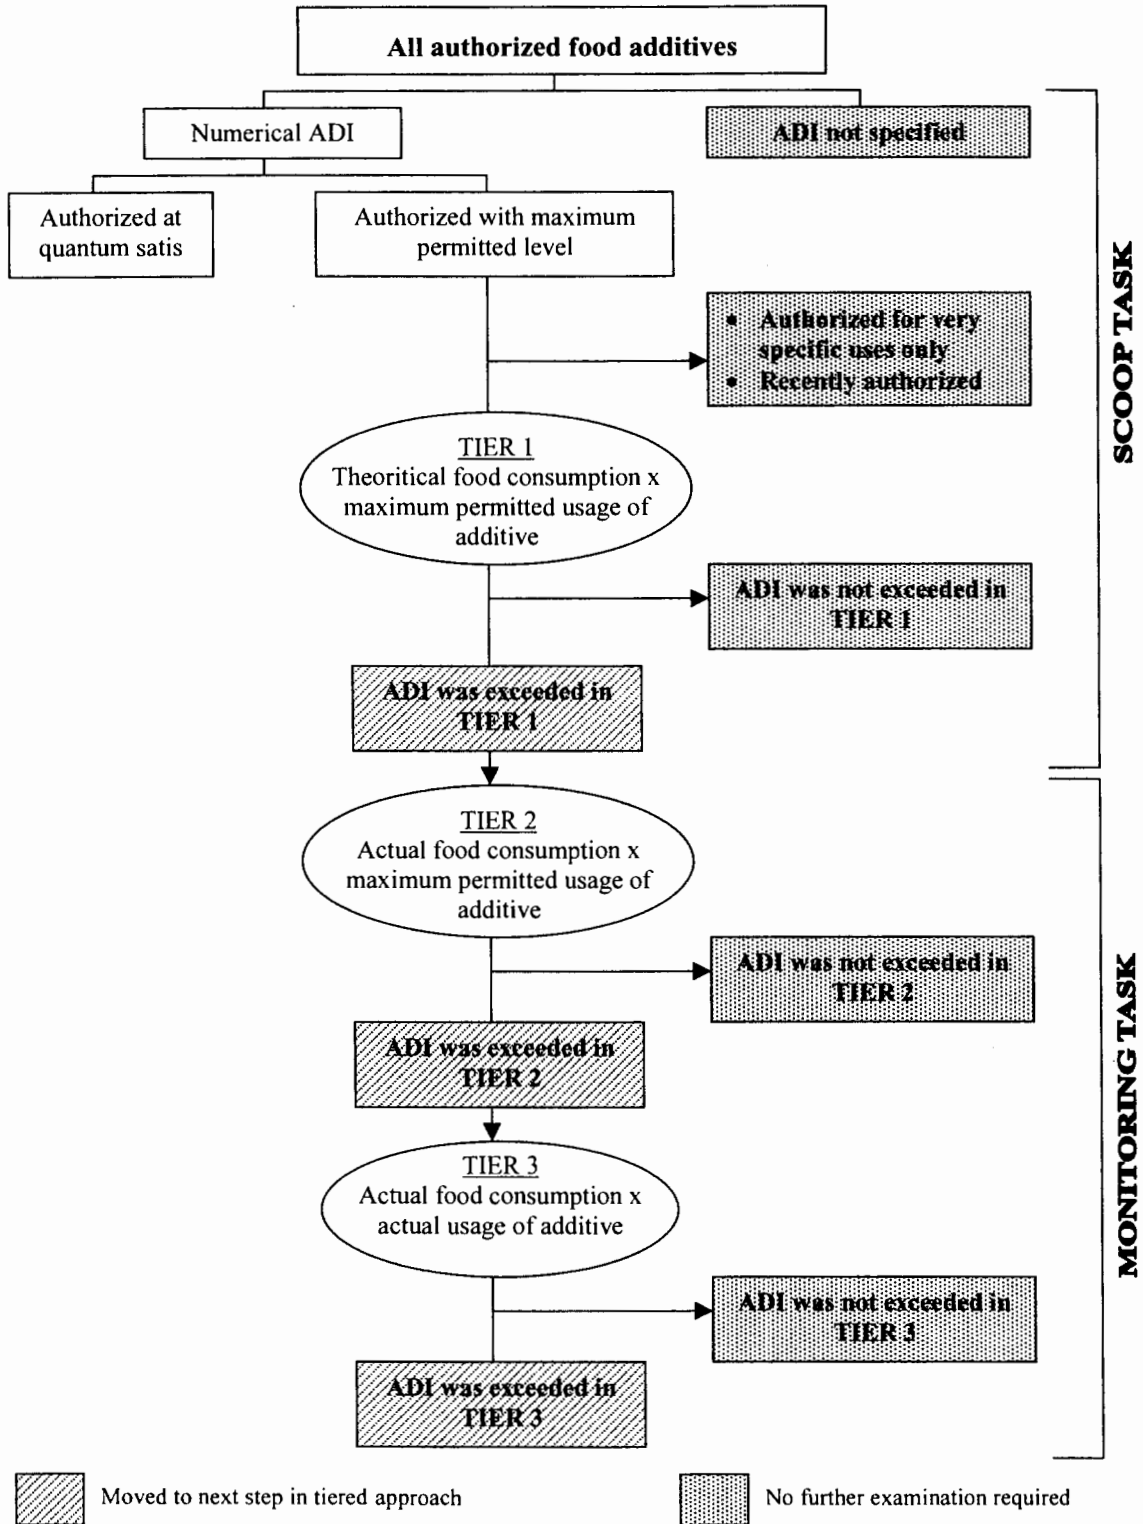 All authorized food additives
Numerical ADI
ADI not specified
Authorized at
quantum satis
Authorized with maximum
permitted level
• Authorized for very
specific uses only
• Recently authorized
TIER 1
Theoritical food consumption x
maximum permitted usage of
additive
ADI was not exceeded in
TIER 1
ADI was exceeded in
TIER 1
SCOOP TASK
TIER 2
Actual food consumption x
maximum permitted usage of
additive
ADI was not exceeded in
TIER 2
ADI was exceeded in
TIER 2
TIER 3
Actual food consumption x
actual usage of additive
ADI was not exceeded in
TIER 3
ADI was exceeded in
TIER 3
MONITORING TASK
Moved to next step in tiered approach
No further examination required